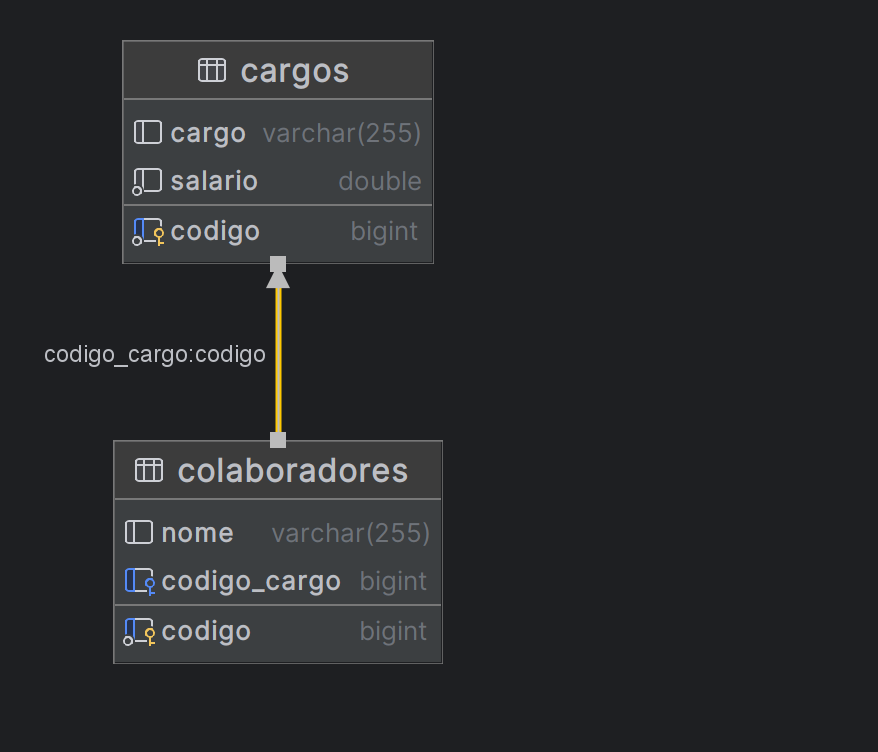 cargos
cargo varchar(255)
salario double
codigo bigint
codigo_cargo:codigo
colaboradores
nome varchar(255)
codigo_cargo bigint
codigo bigint